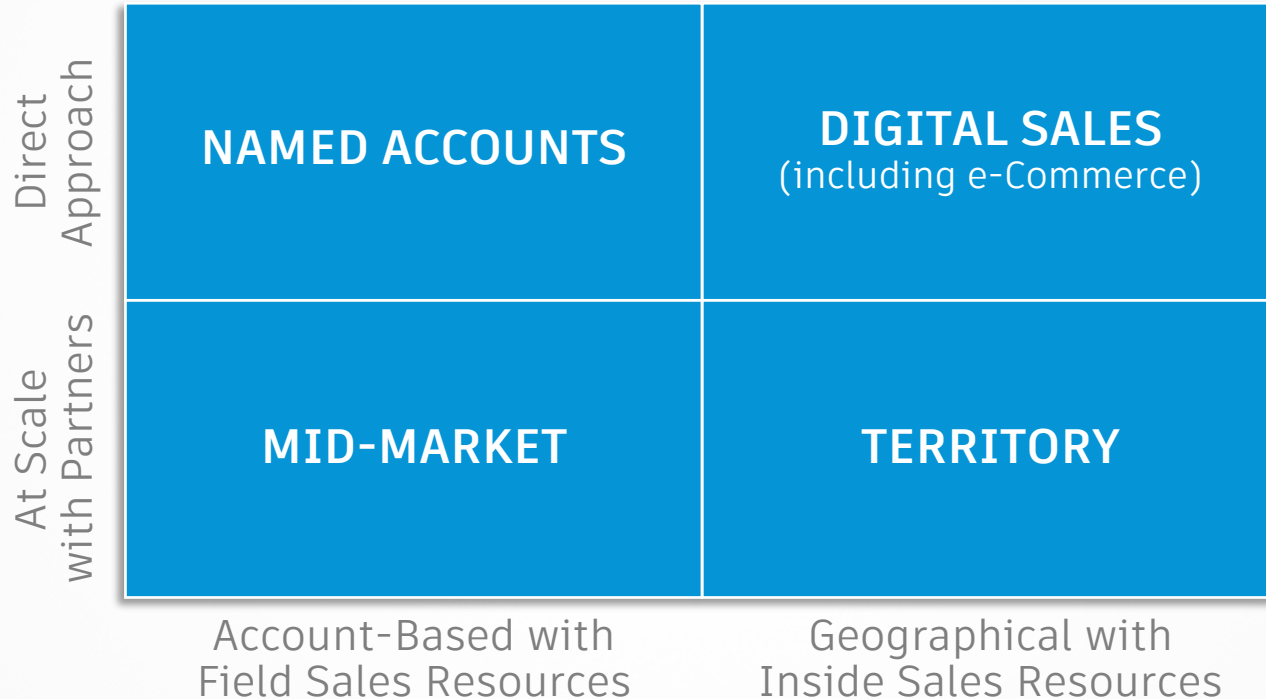 Direct
Approach
NAMED ACCOUNTS
DIGITAL SALES
(including e-Commerce)
At Scale
with Partners
MID-MARKET
TERRITORY
Account-Based with
Field Sales Resources
Geographical with
Inside Sales Resources